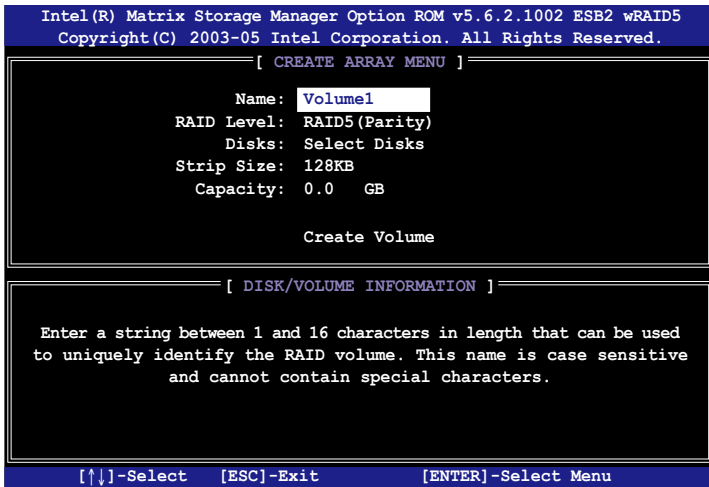 Intel(R) Matrix Storage Manager Option ROM v5.6.2.1002 ESB2 wRAID5
Copyright(C) 2003-05 Intel Corporation. All Rights Reserved.
[ CREATE ARRAY MENU ]
Name: Volume1
RAID Level: RAID5(Parity)
Disks: Select Disks
Strip Size: 128KB
Capacity: 0.0 GB
Create Volume
[ DISK/VOLUME INFORMATION ]
Enter a string between 1 and 16 characters in length that can be used
to uniquely identify the RAID volume. This name is case sensitive
and cannot contain special characters.
[↑↓]-Select [ESC]-Exit [ENTER]-Select Menu